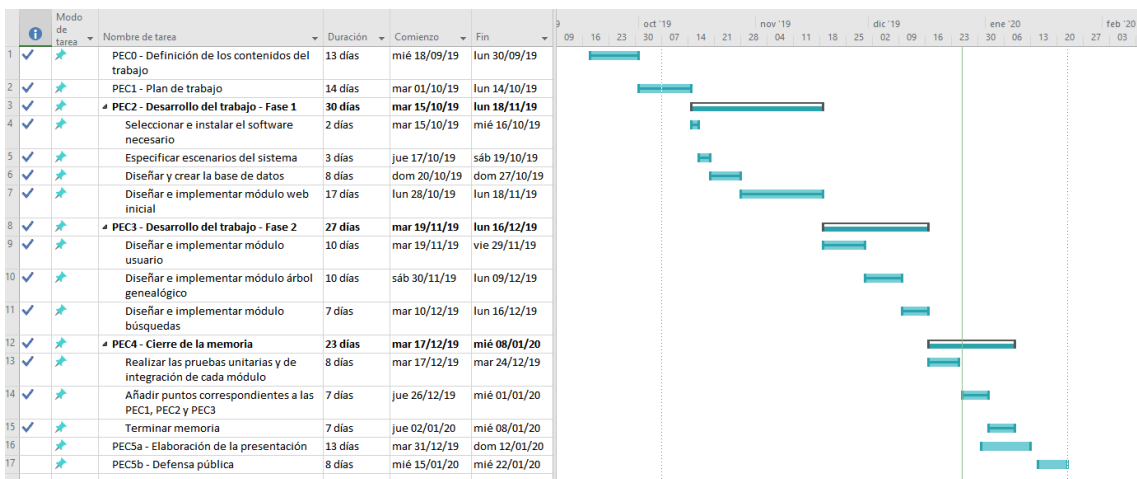 Modo de tarea Nombre de tarea Duración Comienzo Fin
9 oct '19 nov '19 dic '19 ene '20 feb '20
09 16 23 30 07 14 21 28 04 11 18 25 02 09 16 23 30 06 13 20 27 03
1 PEC0 - Definición de los contenidos del trabajo 13 días mié 18/09/19 lun 30/09/19
2 PEC1 - Plan de trabajo 14 días mar 01/10/19 lun 14/10/19
3 PEC2 - Desarrollo del trabajo - Fase 1 30 días mar 15/10/19 lun 18/11/19
4 Seleccionar e instalar el software necesario 2 días mar 15/10/19 mié 16/10/19
5 Especificar escenarios del sistema 3 días jue 17/10/19 sáb 19/10/19
6 Diseñar y crear la base de datos 8 días dom 20/10/19 dom 27/10/19
7 Diseñar e implementar módulo web inicial 17 días lun 28/10/19 lun 18/11/19
8 PEC3 - Desarrollo del trabajo - Fase 2 27 días mar 19/11/19 lun 16/12/19
9 Diseñar e implementar módulo usuario 10 días mar 19/11/19 vie 29/11/19
10 Diseñar e implementar módulo árbol genealógico 10 días sáb 30/11/19 lun 09/12/19
11 Diseñar e implementar módulo búsquedas 7 días mar 10/12/19 lun 16/12/19
12 PEC4 - Cierre de la memoria 23 días mar 17/12/19 mié 08/01/20
13 Realizar las pruebas unitarias y de integración de cada módulo 8 días mar 17/12/19 mar 24/12/19
14 Añadir puntos correspondientes a las PEC1, PEC2 y PEC3 7 días jue 26/12/19 mié 01/01/20
15 Terminar memoria 7 días jue 02/01/20 mié 08/01/20
16 PEC5a - Elaboración de la presentación 13 días mar 31/12/19 dom 12/01/20
17 PEC5b - Defensa pública 8 días mié 15/01/20 mié 22/01/20